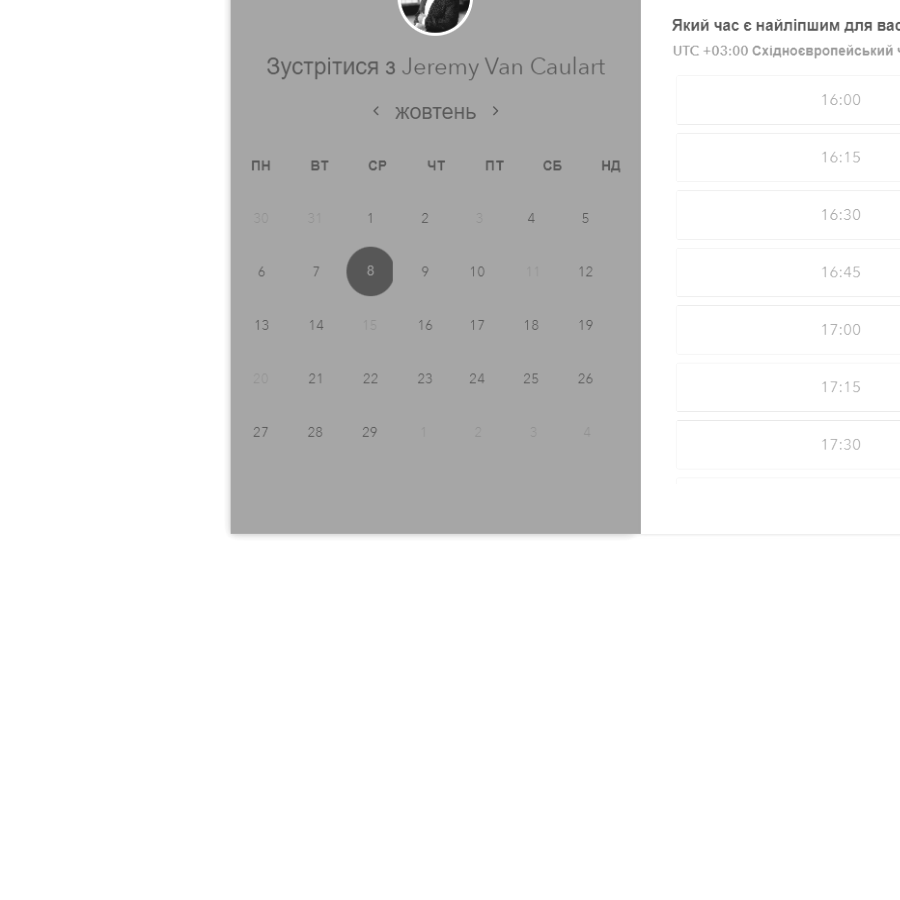 Зустрітися з Jeremy Van Caulart
‹ жовтень ›
ПН ВТ СР ЧТ ПТ СБ НД
30 31 1 2 3 4 5
6 7 8 9 10 11 12
13 14 15 16 17 18 19
20 21 22 23 24 25 26
27 28 29 1 2 3 4
Який час є найліпшим для вас
UTC +03:00 Східноєвропейський
16:00
16:15
16:30
16:45
17:00
17:15
17:30